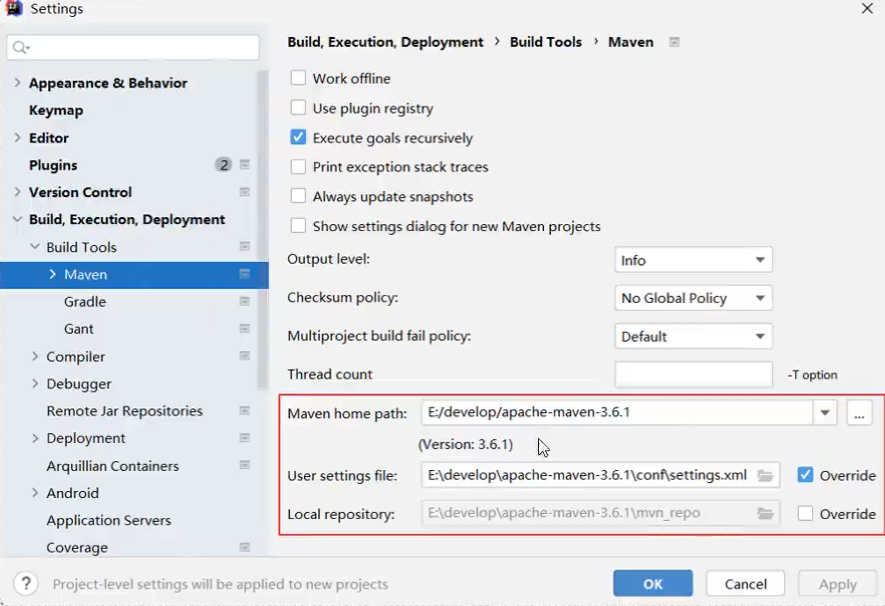 Settings
Build, Execution, Deployment › Build Tools › Maven
Appearance & Behavior
Keymap
Editor
Plugins 2
Version Control
Build, Execution, Deployment
Build Tools
Maven
Gradle
Gant
Compiler
Debugger
Remote Jar Repositories
Deployment
Arquillian Containers
Android
Application Servers
Coverage
Work offline
Use plugin registry
Execute goals recursively
Print exception stack traces
Always update snapshots
Show settings dialog for new Maven projects
Output level: Info
Checksum policy: No Global Policy
Multiproject build fail policy: Default
Thread count -T option
Maven home path: E:/develop/apache-maven-3.6.1 ...
(Version: 3.6.1)
User settings file: E:\develop\apache-maven-3.6.1\conf\settings.xml Override
Local repository: E:\develop\apache-maven-3.6.1\mvn_repo Override
? Project-level settings will be applied to new projects
OK Cancel Apply